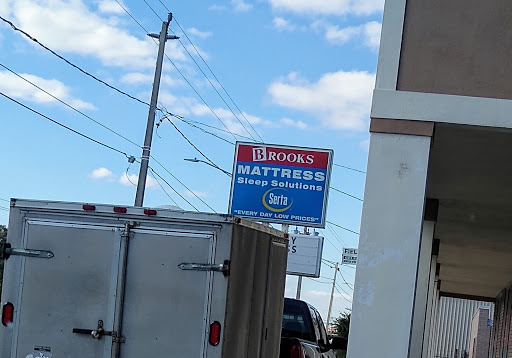 BROOKS
MATTRESS
Sleep Solutions
Serta
"EVERY DAY LOW PRICES"